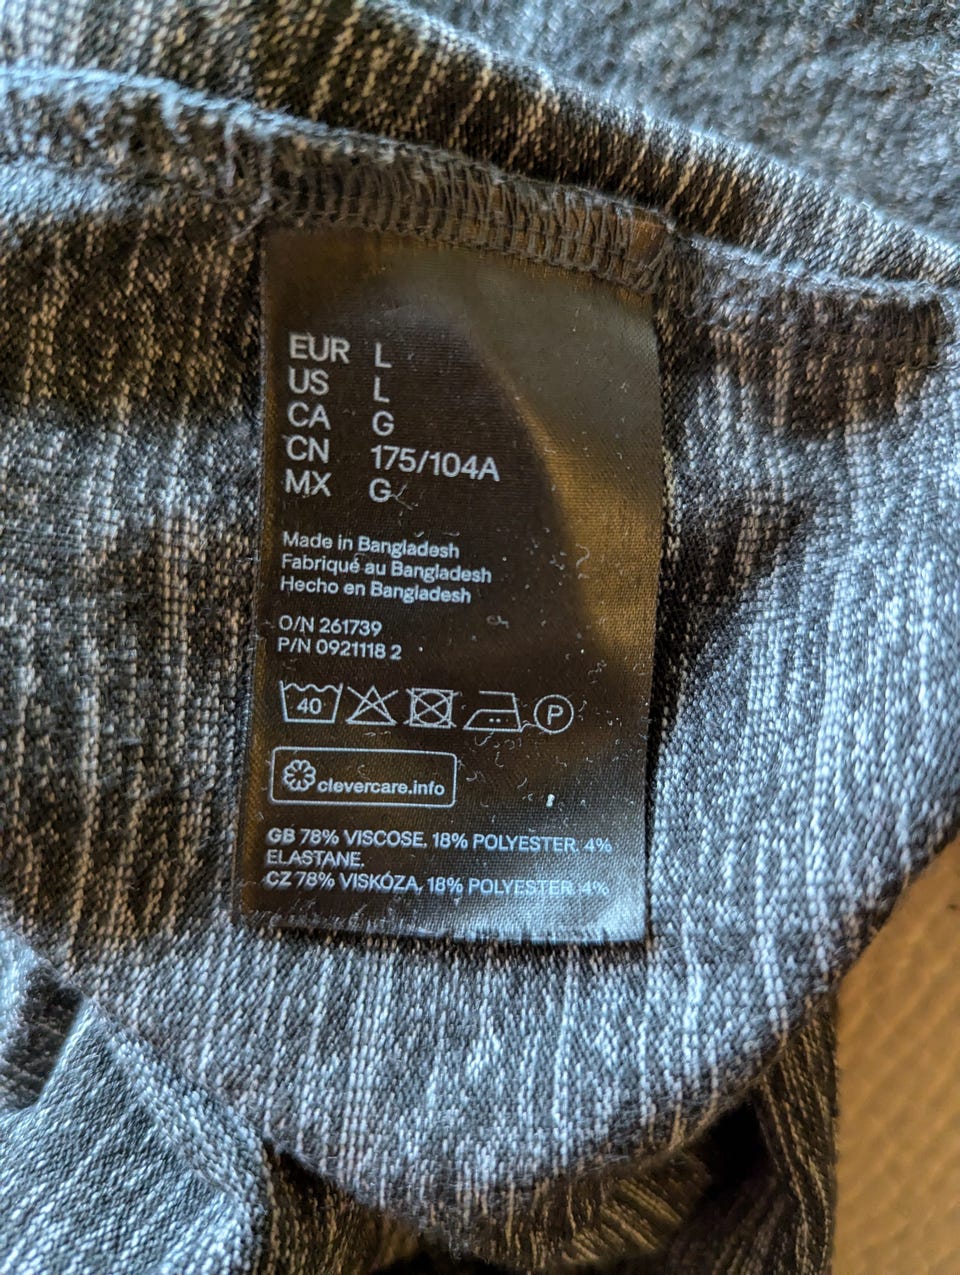 EUR L
US L
CA G
CN 175/104A
MX G
Made in Bangladesh
Fabriqué au Bangladesh
Hecho en Bangladesh
O/N 261739
P/N 0921118 2
40 P
clevercare.info
GB 78% VISCOSE, 18% POLYESTER, 4%
ELASTANE.
CZ 78% VISKÓZA, 18% POLYESTER, 4%